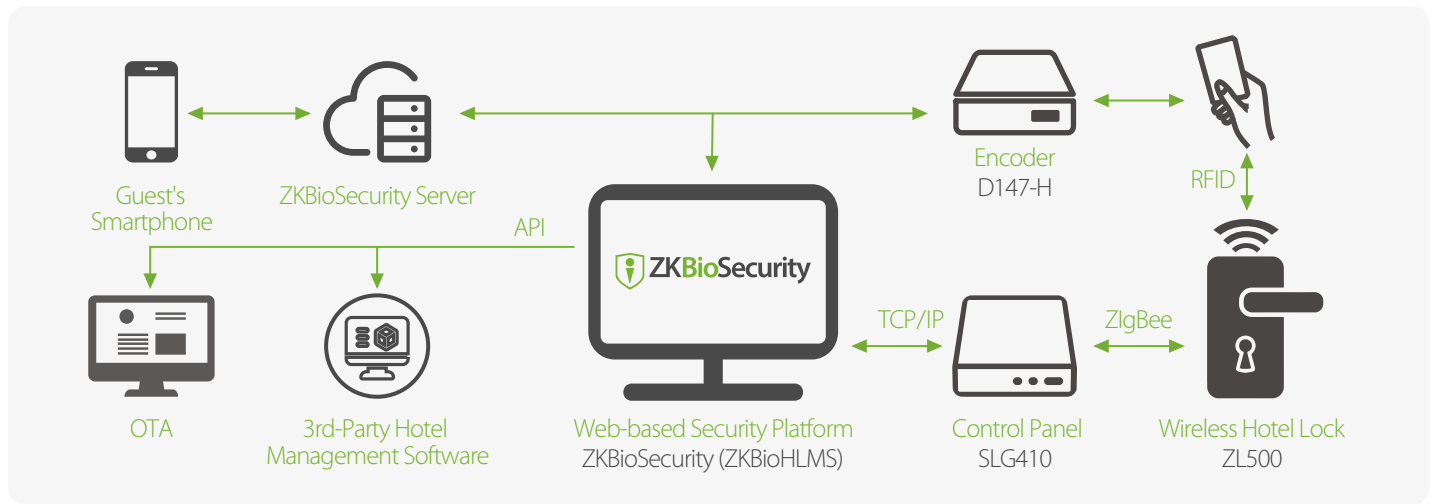 Guest's
Smartphone
ZKBioSecurity Server
Encoder
D147-H
RFID
API
ZKBioSecurity
TCP/IP
ZIgBee
OTA
3rd-Party Hotel
Management Software
Web-based Security Platform
ZKBioSecurity (ZKBioHLMS)
Control Panel
SLG410
Wireless Hotel Lock
ZL500